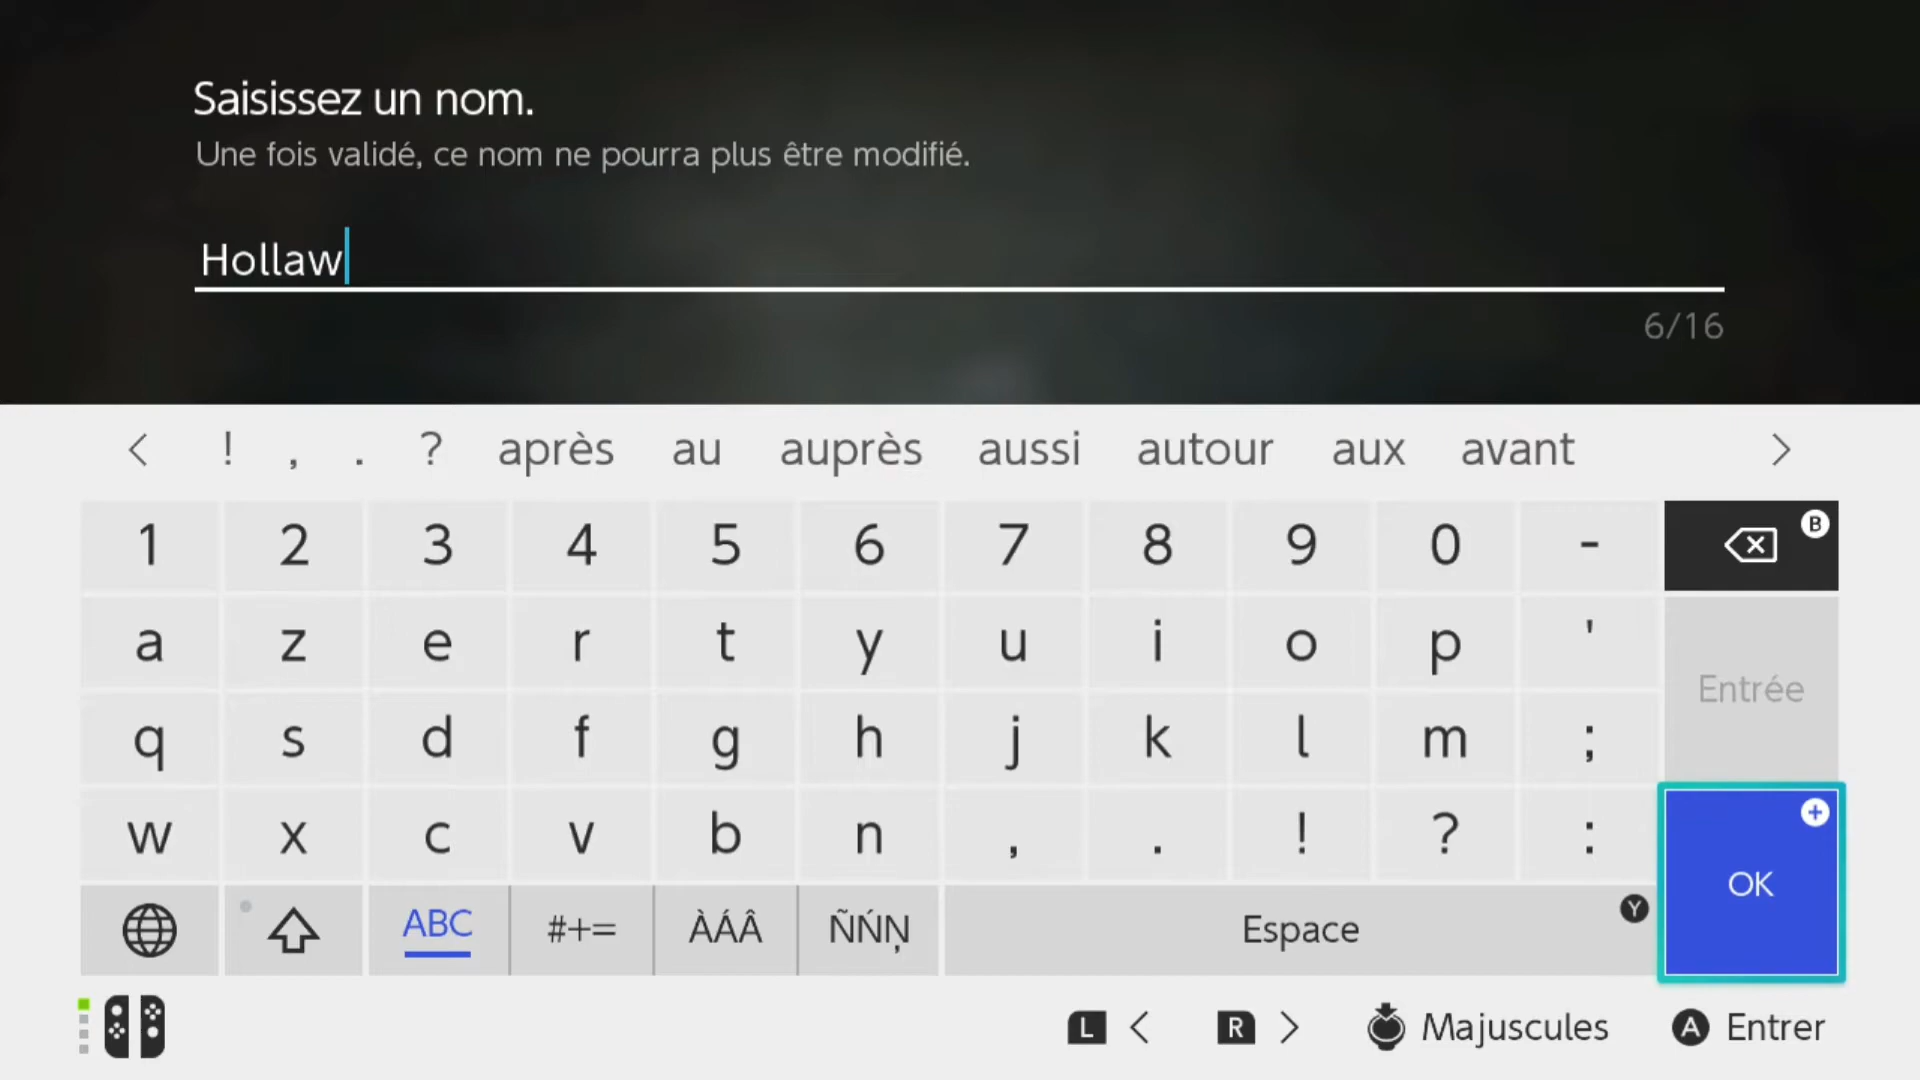 Saisissez un nom.
Une fois validé, ce nom ne pourra plus être modifié.
Hollaw
6/16
< ! , . ? après au auprès aussi autour aux avant >
1 2 3 4 5 6 7 8 9 0 - B
a z e r t y u i o p '
Entrée
q s d f g h j k l m ;
w x c v b n , . ! ? :
OK +
ABC #+= ÀÁÂ ÑŃŅ Espace Y
L < R > Majuscules A Entrer